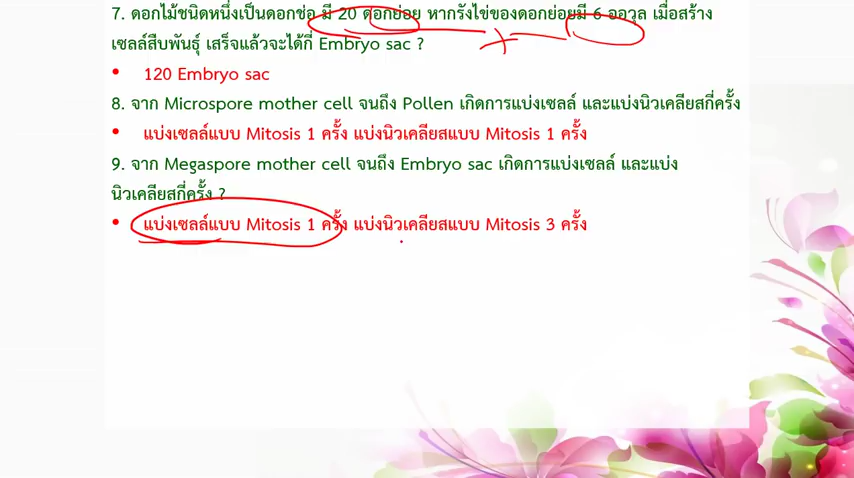 7. ดอกไม้ชนิดหนึ่งเป็นดอกช่อ มี 20 ดอกย่อย หากรังไข่ของดอกย่อยมี 6 ออวุล เมื่อสร้าง
เซลล์สืบพันธุ์ เสร็จแล้วจะได้กี่ Embryo sac ?
• 120 Embryo sac
8. จาก Microspore mother cell จนถึง Pollen เกิดการแบ่งเซลล์ และแบ่งนิวเคลียสกี่ครั้ง
• แบ่งเซลล์แบบ Mitosis 1 ครั้ง แบ่งนิวเคลียสแบบ Mitosis 1 ครั้ง
9. จาก Megaspore mother cell จนถึง Embryo sac เกิดการแบ่งเซลล์ และแบ่ง
นิวเคลียสกี่ครั้ง ?
• แบ่งเซลล์แบบ Mitosis 1 ครั้ง แบ่งนิวเคลียสแบบ Mitosis 3 ครั้ง